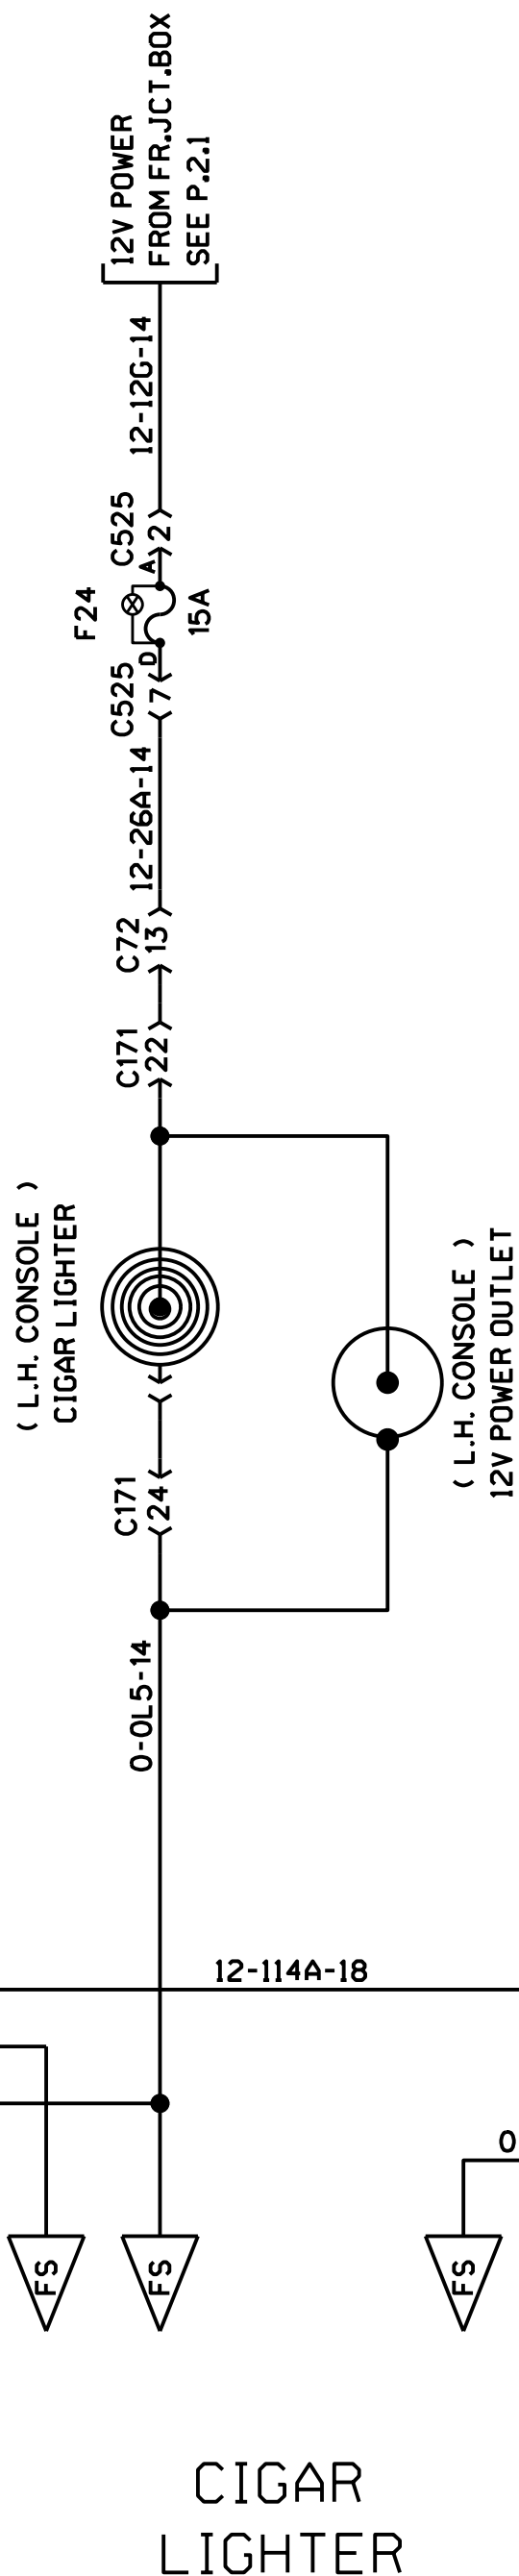 12V POWER
FROM FR.JCT.BOX
SEE P.2.1
12-12G-14
C525
2
A
F24
15A
D
C525
7
12-26A-14
C72
13
C171
22
( L.H. CONSOLE )
CIGAR LIGHTER
( L.H. CONSOLE )
12V POWER OUTLET
C171
24
0-0L5-14
12-114A-18
0
FS
FS
FS
CIGAR
LIGHTER